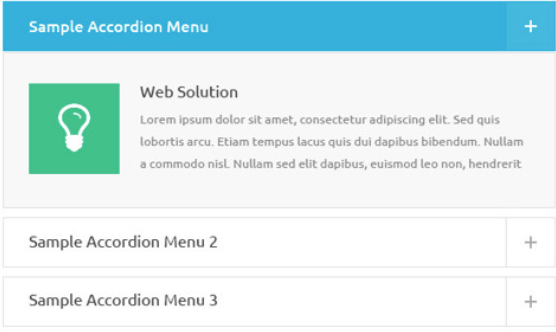 Sample Accordion Menu
+
Web Solution
Lorem ipsum dolor sit amet, consectetur adipiscing elit. Sed quis
lobortis arcu. Etiam tempus lacus quis dui dapibus bibendum. Nullam
a commodo nisl. Nullam sed elit dapibus, euismod leo non, hendrerit
Sample Accordion Menu 2
+
Sample Accordion Menu 3
+